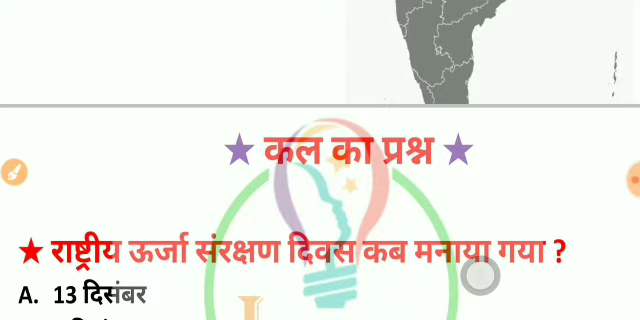 ★ कल का प्रश्न ★
★ राष्ट्रीय ऊर्जा संरक्षण दिवस कब मनाया गया ?
A. 13 दिसंबर